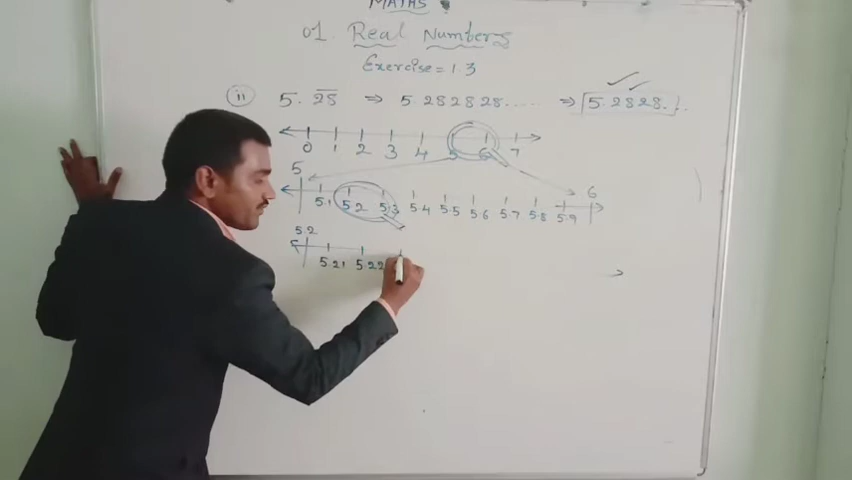 MATHS
01. Real Numbers
Exercise = 1.3
ii 5.2̅8̅ ⇒ 5.282828...... ⇒ 5.2828....
0 1 2 3 4 5 6 7
5 6
5.1 5.2 5.3 5.4 5.5 5.6 5.7 5.8 5.9
5.2
5.21 5.22